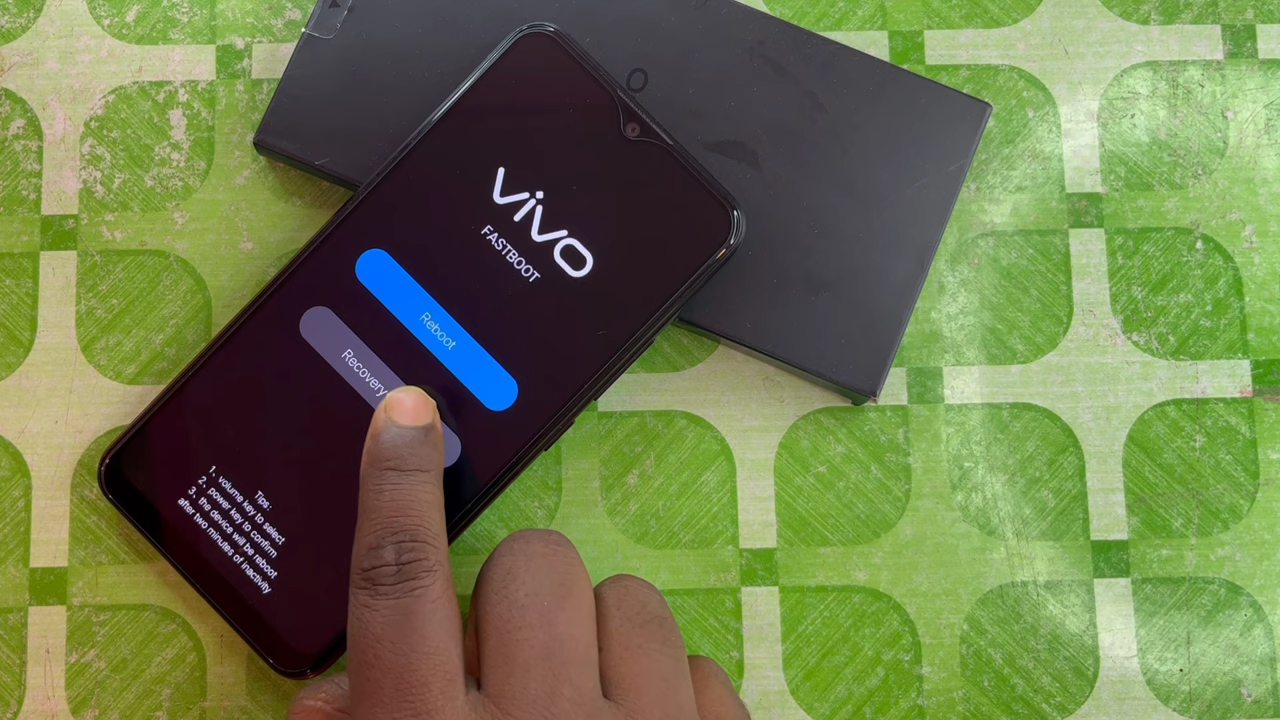 vivo
FASTBOOT
Reboot
Recovery
Tips:
1、volume key to select
2、power key to confirm
3、the device will be reboot
after two minutes of inactivity